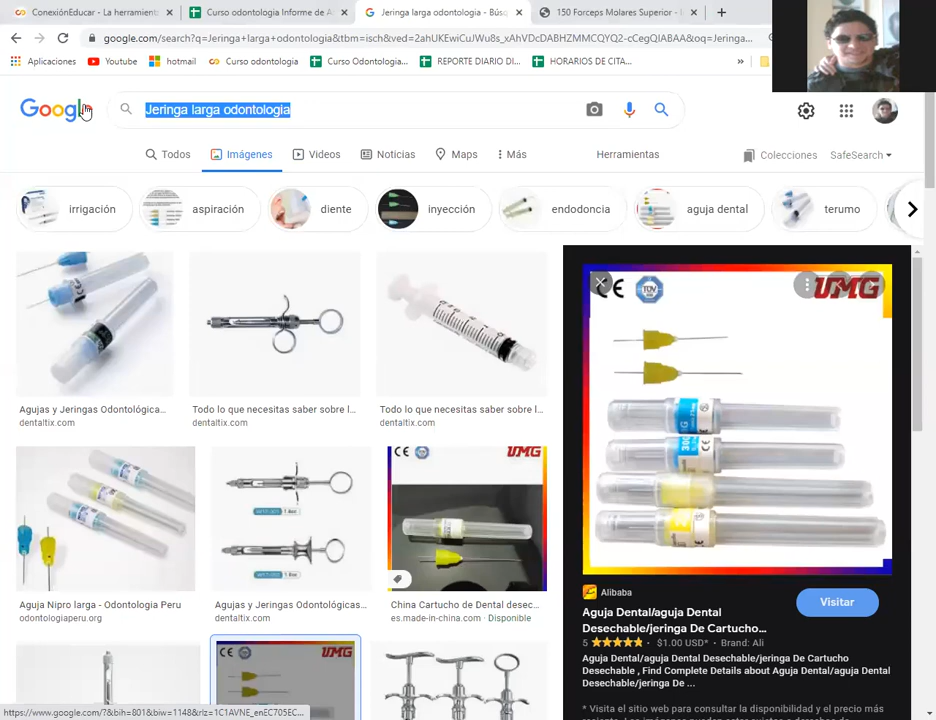 ConexiónEducar - La herramient
Curso odontologia Informe de A
Jeringa larga odontologia - Búsq
150 Forceps Molares Superior -
google.com/search?q=Jeringa+larga+odontologia&tbm=isch&ved=2ahUKEwiCuJWu8s_xAhVDcDABHZMMCQYQ2-cCegQIABAA&oq=Jeringa...
Aplicaciones
Youtube
hotmail
Curso odontologia
Curso Odontologia...
REPORTE DIARIO DI...
HORARIOS DE CITA...
»
Google
Jeringa larga odontologia
Todos
Imágenes
Videos
Noticias
Maps
Más
Herramientas
Colecciones
SafeSearch
irrigación
aspiración
diente
inyección
endodoncia
aguja dental
terumo
Agujas y Jeringas Odontológica...
dentaltix.com
Todo lo que necesitas saber sobre l...
dentaltix.com
Todo lo que necesitas saber sobre l...
dentaltix.com
Aguja Nipro larga - Odontologia Peru
odontologiaperu.org
Agujas y Jeringas Odontológicas...
dentaltix.com
CE
UMG
China Cartucho de Dental desec...
es.made-in-china.com · Disponible
CE
UMG
CE
TÜV
UMG
Alibaba
Visitar
Aguja Dental/aguja Dental
Desechable/jeringa De Cartucho...
5 ★★★★★ · $1.00 USD* · Brand: Ali
Aguja Dental/aguja Dental Desechable/jeringa De Cartucho
Desechable , Find Complete Details about Aguja Dental/aguja Dental
Desechable/jeringa De ...
* Visita el sitio web para consultar la disponibilidad y el precio más
https://www.google.com/?&bih=801&biw=1148&rlz=1C1AVNE_enEC705EC...